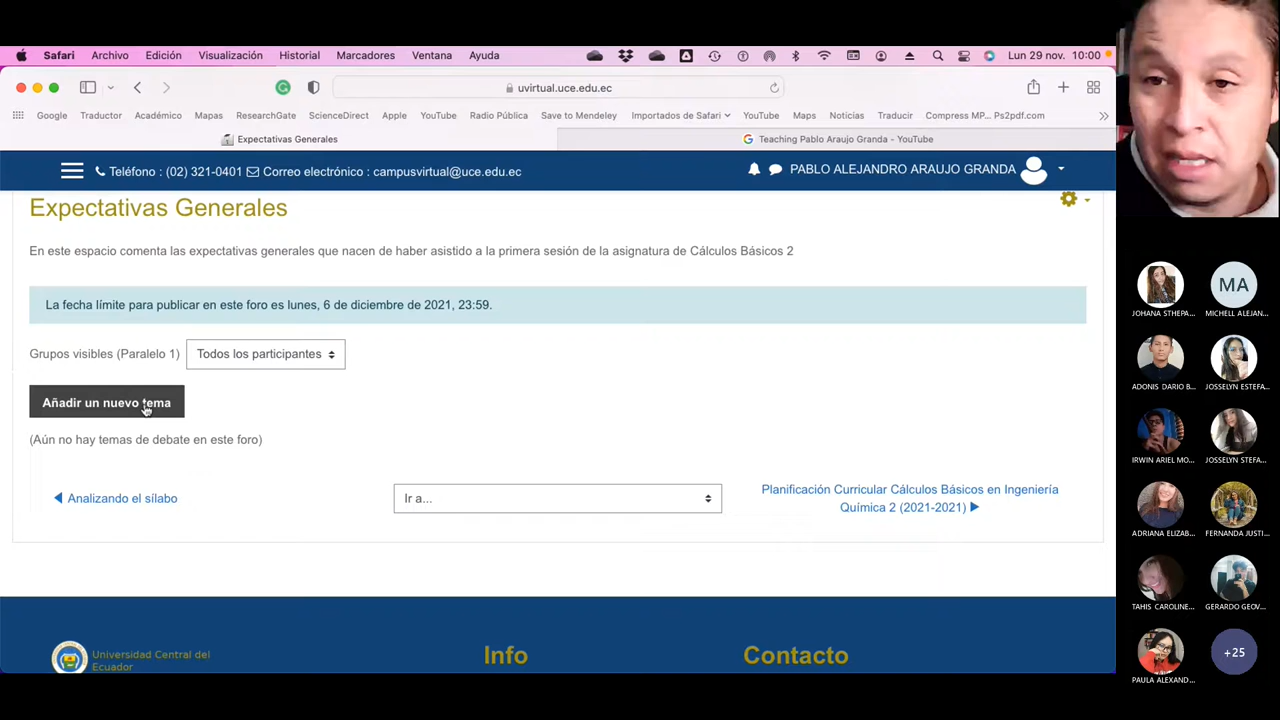 Safari Archivo Edición Visualización Historial Marcadores Ventana Ayuda Lun 29 nov. 10:00
uvirtual.uce.edu.ec
Google Traductor Académico Mapas ResearchGate ScienceDirect Apple YouTube Radio Pública Save to Mendeley Importados de Safari YouTube Maps Noticias Traducir Compress MP... Ps2pdf.com
Expectativas Generales
Teaching Pablo Araujo Granda - YouTube
Teléfono : (02) 321-0401 Correo electrónico : campusvirtual@uce.edu.ec
PABLO ALEJANDRO ARAUJO GRANDA
Expectativas Generales
En este espacio comenta las expectativas generales que nacen de haber asistido a la primera sesión de la asignatura de Cálculos Básicos 2
La fecha límite para publicar en este foro es lunes, 6 de diciembre de 2021, 23:59.
Grupos visibles (Paralelo 1) Todos los participantes
Añadir un nuevo tema
(Aún no hay temas de debate en este foro)
Analizando el sílabo
Ir a...
Planificación Curricular Cálculos Básicos en Ingeniería
Química 2 (2021-2021)
Universidad Central del
Ecuador
Info
Contacto
MA
JOHANA STHEPA... MICHELL ALEJAN...
ADONIS DARIO B... JOSSELYN ESTEFA...
IRWIN ARIEL MO... JOSSELYN STEFA...
ADRIANA ELIZAB... FERNANDA JUSTI...
TAHIS CAROLINE... GERARDO GEOV...
+25
PAULA ALEXAND...